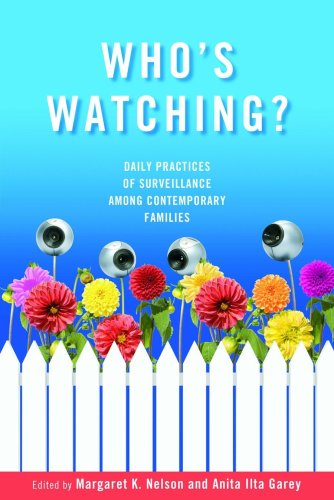 WHO'S
WATCHING?
DAILY PRACTICES
OF SURVEILLANCE
AMONG CONTEMPORARY
FAMILIES
Edited by Margaret K. Nelson and Anita Ilta Garey